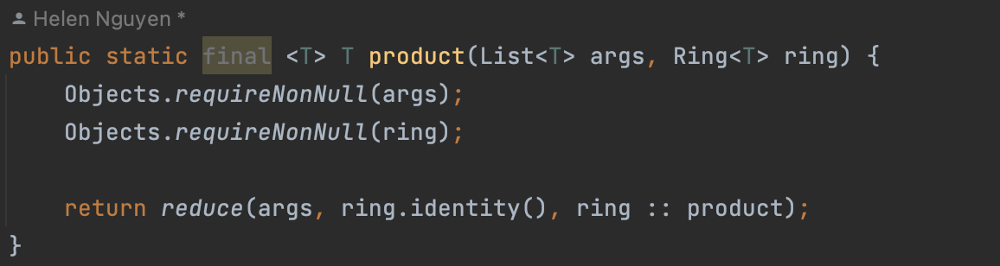 Helen Nguyen *
public static final <T> T product(List<T> args, Ring<T> ring) {
    Objects.requireNonNull(args);
    Objects.requireNonNull(ring);
    return reduce(args, ring.identity(), ring :: product);
}